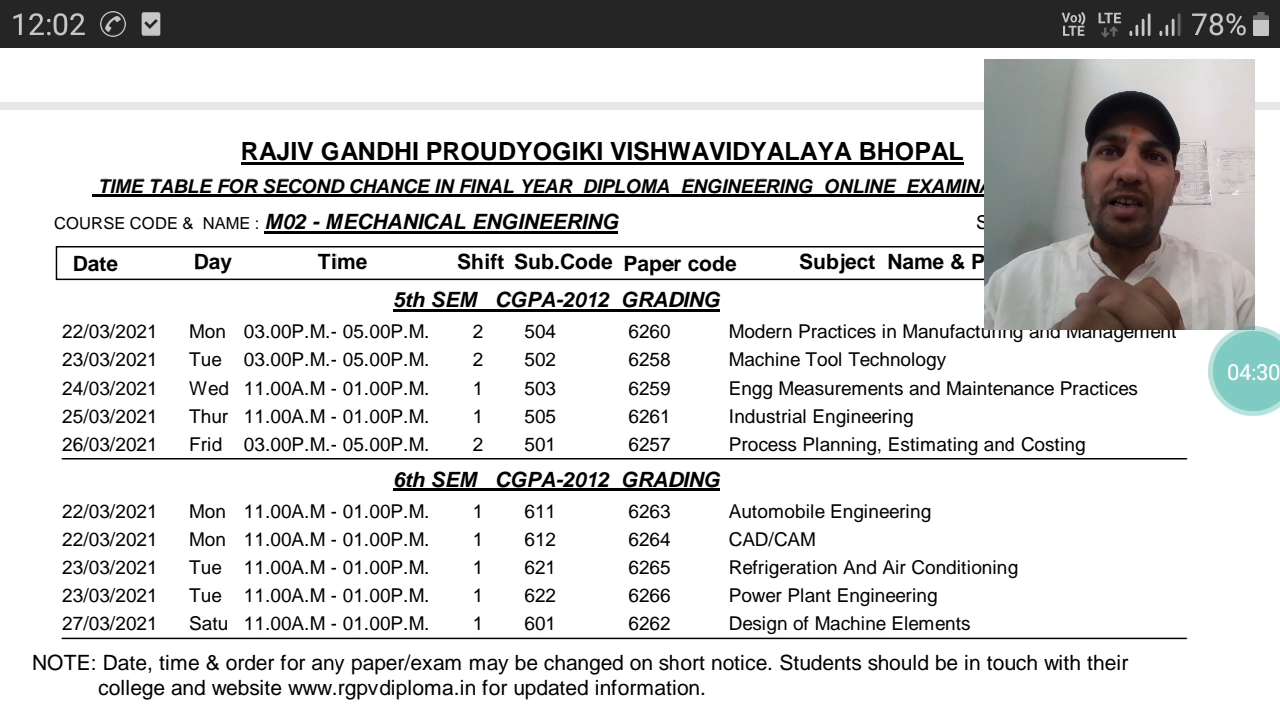 12:02 Vo)) LTE LTE 78%
RAJIV GANDHI PROUDYOGIKI VISHWAVIDYALAYA BHOPAL
TIME TABLE FOR SECOND CHANCE IN FINAL YEAR DIPLOMA ENGINEERING ONLINE
COURSE CODE & NAME : M02 - MECHANICAL ENGINEERING
Date Day Time Shift Sub.Code Paper code Subject Name &
5th SEM CGPA-2012 GRADING
22/03/2021 Mon 03.00P.M.- 05.00P.M. 2 504 6260 Modern Practices in Manufacturing and Management
23/03/2021 Tue 03.00P.M.- 05.00P.M. 2 502 6258 Machine Tool Technology
24/03/2021 Wed 11.00A.M - 01.00P.M. 1 503 6259 Engg Measurements and Maintenance Practices
04:30
25/03/2021 Thur 11.00A.M - 01.00P.M. 1 505 6261 Industrial Engineering
26/03/2021 Frid 03.00P.M.- 05.00P.M. 2 501 6257 Process Planning, Estimating and Costing
6th SEM CGPA-2012 GRADING
22/03/2021 Mon 11.00A.M - 01.00P.M. 1 611 6263 Automobile Engineering
22/03/2021 Mon 11.00A.M - 01.00P.M. 1 612 6264 CAD/CAM
23/03/2021 Tue 11.00A.M - 01.00P.M. 1 621 6265 Refrigeration And Air Conditioning
23/03/2021 Tue 11.00A.M - 01.00P.M. 1 622 6266 Power Plant Engineering
27/03/2021 Satu 11.00A.M - 01.00P.M. 1 601 6262 Design of Machine Elements
NOTE: Date, time & order for any paper/exam may be changed on short notice. Students should be in touch with their
college and website www.rgpvdiploma.in for updated information.